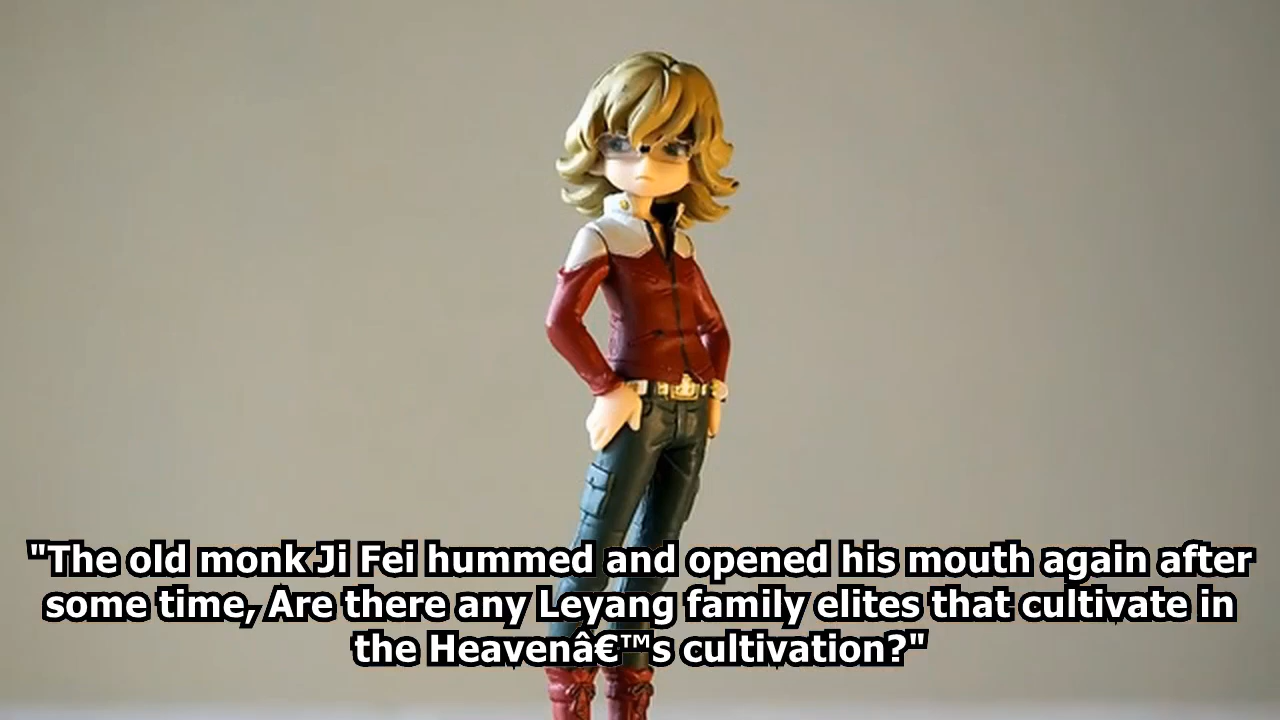 "The old monk Ji Fei hummed and opened his mouth again after
some time, Are there any Leyang family elites that cultivate in
the Heavenâ€™s cultivation?"